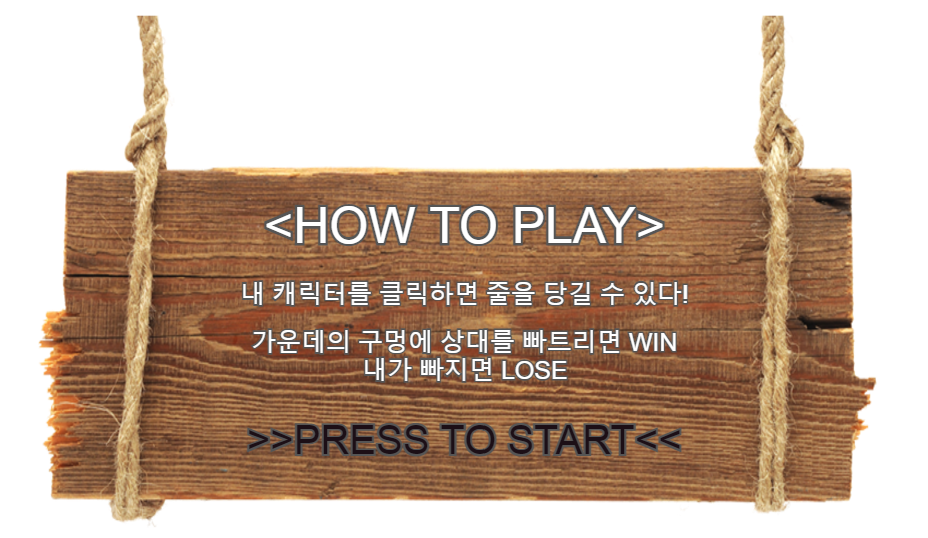 <HOW TO PLAY>
내 캐릭터를 클릭하면 줄을 당길 수 있다!
가운데의 구멍에 상대를 빠트리면 WIN
내가 빠지면 LOSE
>>PRESS TO START<<